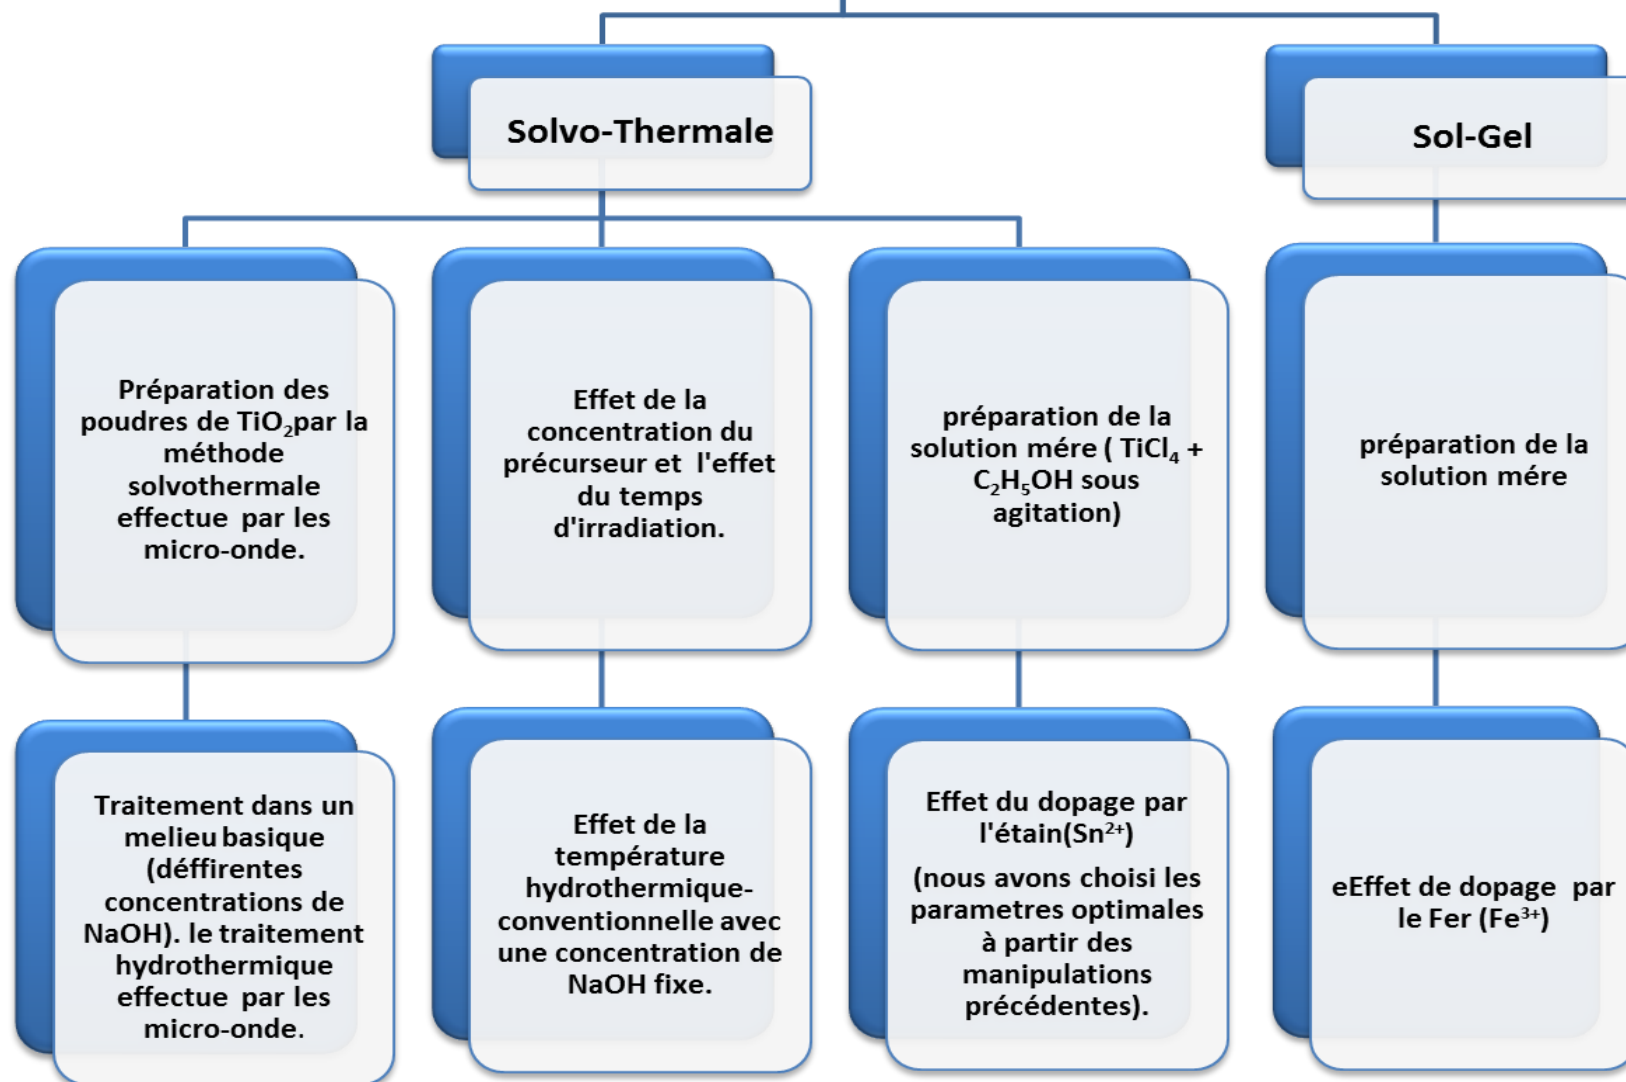 Solvo-Thermale
Sol-Gel
Préparation des
poudres de TiO₂par la
méthode
solvothermale
effectue par les
micro-onde.
Effet de la
concentration du
précurseur et l'effet
du temps
d'irradiation.
préparation de la
solution mére ( TiCl₄ +
C₂H₅OH sous
agitation)
préparation de la
solution mére
Traitement dans un
melieu basique
(déffirentes
concentrations de
NaOH). le traitement
hydrothermique
effectue par les
micro-onde.
Effet de la
température
hydrothermique-
conventionnelle avec
une concentration de
NaOH fixe.
Effet du dopage par
l'étain(Sn²⁺)
(nous avons choisi les
parametres optimales
à partir des
manipulations
précédentes).
eEffet de dopage par
le Fer (Fe³⁺)